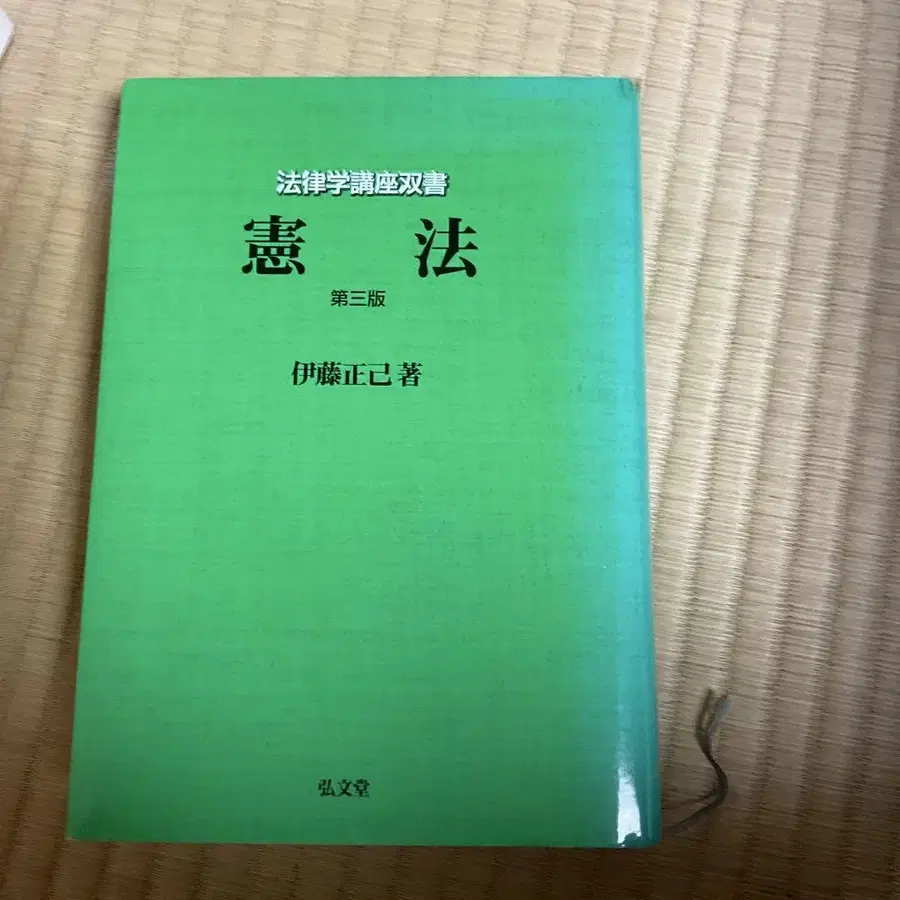 法律学講座双書
憲法
第三版
伊藤正己 著
弘文堂